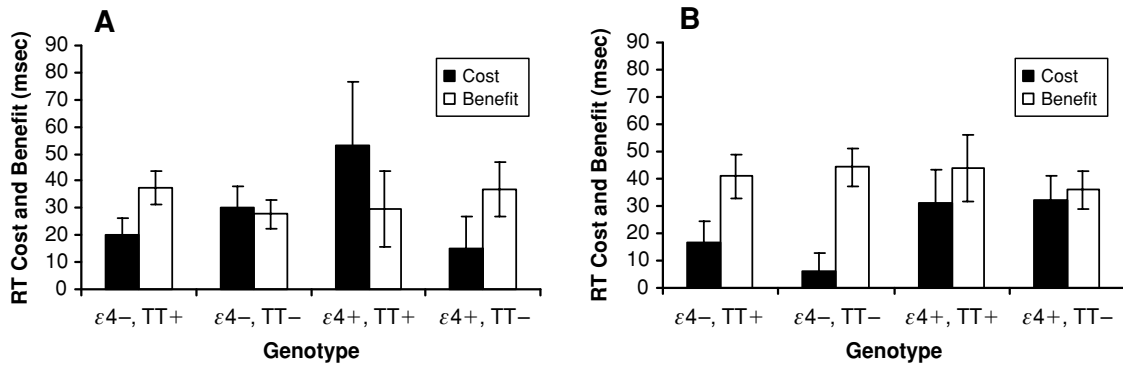 A
RT Cost and Benefit (msec)
90
80
70
60
50
40
30
20
10
0
Cost
Benefit
ε4−, TT+ ε4−, TT− ε4+, TT+ ε4+, TT−
Genotype
B
RT Cost and Benefit (msec)
90
80
70
60
50
40
30
20
10
0
Cost
Benefit
ε4−, TT+ ε4−, TT− ε4+, TT+ ε4+, TT−
Genotype